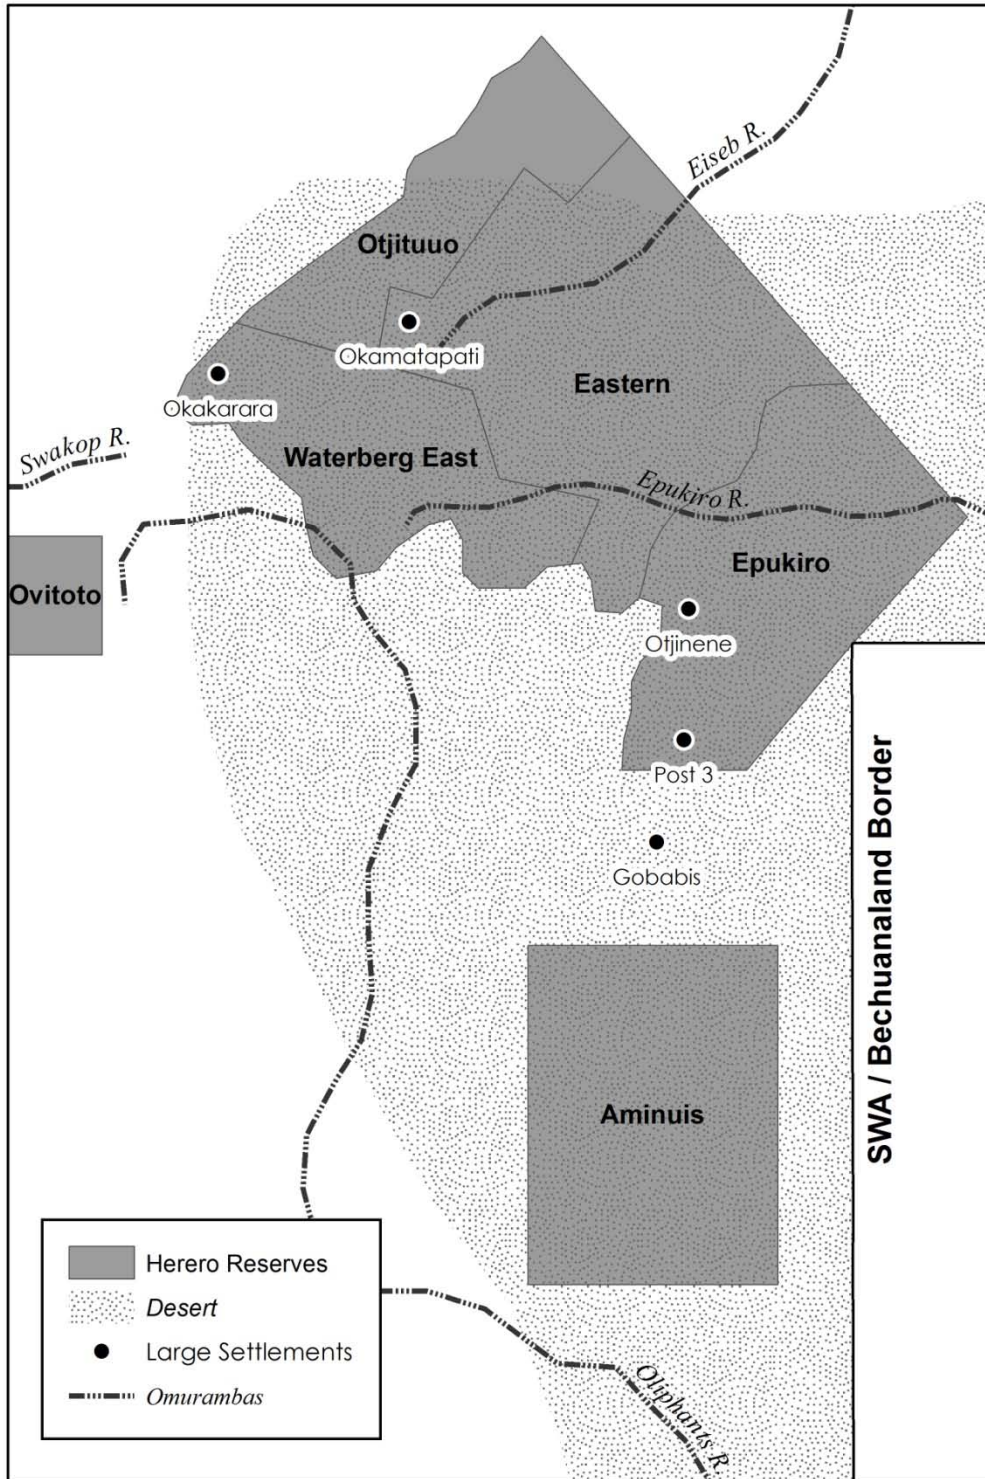 Eiseb R.
Otjituuo
Okamatapati
Eastern
Okakarara
Swakop R.
Waterberg East
Epukiro R.
Epukiro
Ovitoto
Otjinene
Post 3
SWA / Bechuanaland Border
Gobabis
Aminuis
Herero Reserves
Desert
Large Settlements
Omurambas
Oliphants R.